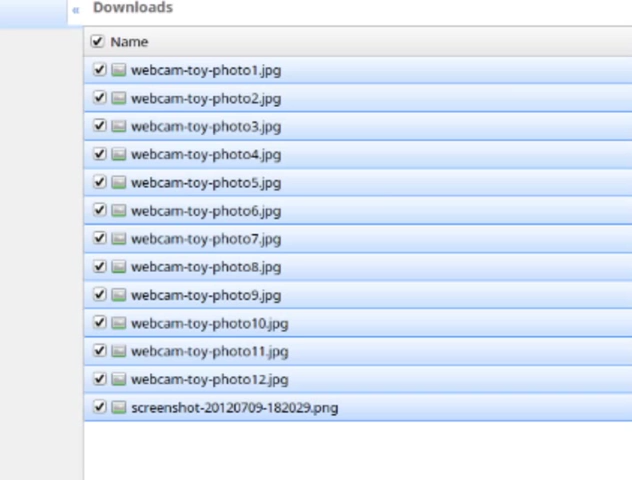 « Downloads
Name
webcam-toy-photo1.jpg
webcam-toy-photo2.jpg
webcam-toy-photo3.jpg
webcam-toy-photo4.jpg
webcam-toy-photo5.jpg
webcam-toy-photo6.jpg
webcam-toy-photo7.jpg
webcam-toy-photo8.jpg
webcam-toy-photo9.jpg
webcam-toy-photo10.jpg
webcam-toy-photo11.jpg
webcam-toy-photo12.jpg
screenshot-20120709-182029.png